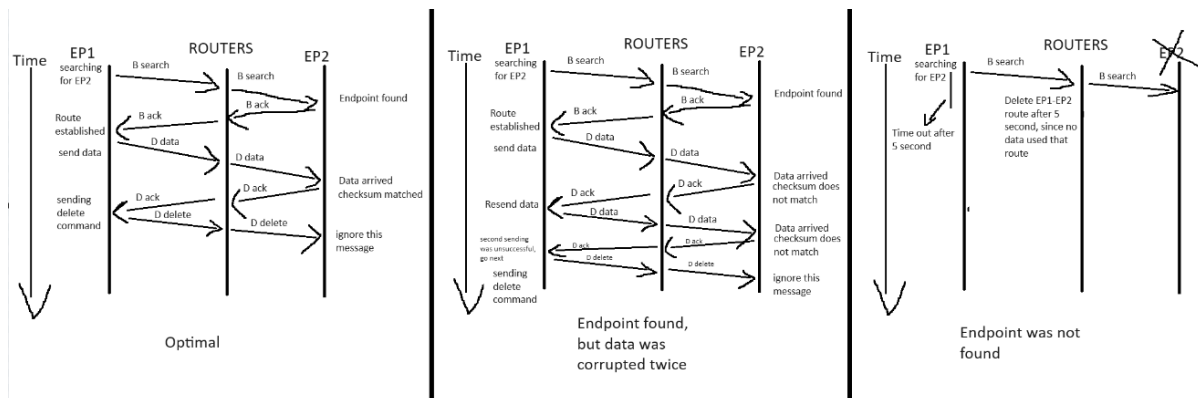 Time
EP1
ROUTERS
EP2
searching
for EP2
B search
B search
Endpoint found
B ack
B ack
Route
established
send data
D data
D data
Data arrived
checksum matched
D ack
D ack
sending
delete
command
D delete
D delete
ignore this
message
Optimal
Time
EP1
ROUTERS
EP2
searching
for EP2
B search
B search
Endpoint found
B ack
B ack
Route
established
send data
D data
D data
Data arrived
checksum does
not match
D ack
D ack
Resend data
D data
D data
Data arrived
checksum does
not match
D ack
D ack
second sending
was unsuccessful,
go next
D delete
D delete
sending
delete
command
ignore this
message
Endpoint found,
but data was
corrupted twice
Time
EP1
ROUTERS
EP2
searching
for EP2
B search
B search
Time out after
5 second
Delete EP1-EP2
route after 5
second, since no
data used that
route
Endpoint was not
found